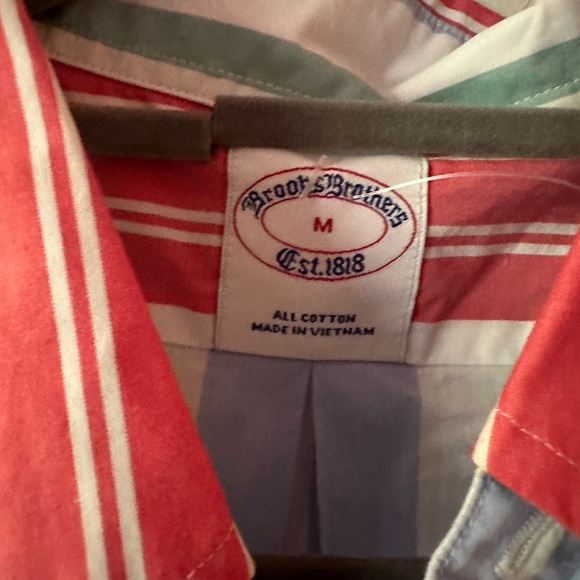 Brooks Brothers
M
Est. 1818
ALL COTTON
MADE IN VIETNAM